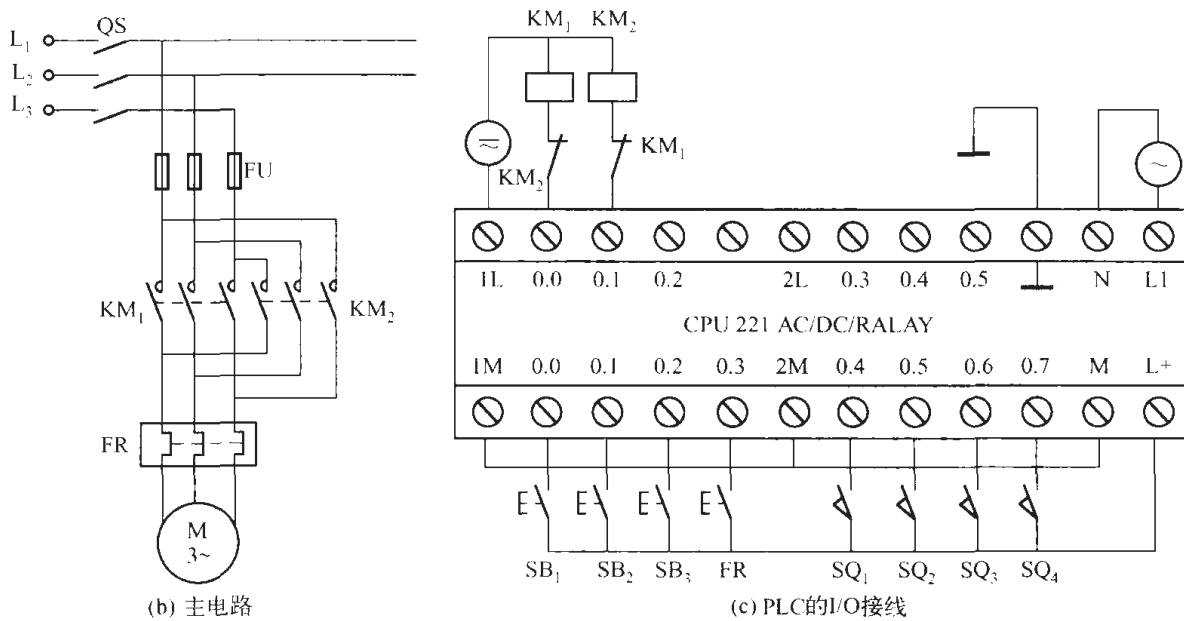 QS
L₁
L₂
L₃
FU
KM₁
KM₂
FR
M
3~
(b) 主电路
KM₁ KM₂
KM₂
KM₁
1L 0.0 0.1 0.2 2L 0.3 0.4 0.5 N L1
CPU 221 AC/DC/RALAY
1M 0.0 0.1 0.2 0.3 2M 0.4 0.5 0.6 0.7 M L+
SB₁ SB₂ SB₃ FR SQ₁ SQ₂ SQ₃ SQ₄
(c) PLC的I/O接线